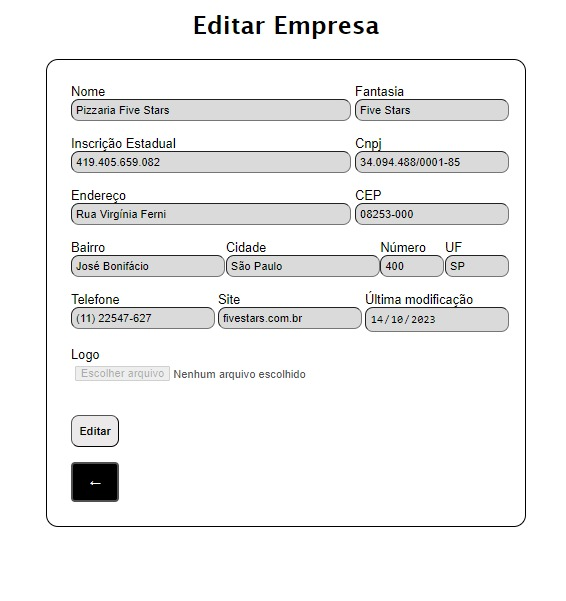 Editar Empresa
Nome Fantasia
Pizzaria Five Stars Five Stars
Inscrição Estadual Cnpj
419.405.659.082 34.094.488/0001-85
Endereço CEP
Rua Virgínia Ferni 08253-000
Bairro Cidade Número UF
José Bonifácio São Paulo 400 SP
Telefone Site Última modificação
(11) 22547-627 fivestars.com.br 14/10/2023
Logo
Escolher arquivo Nenhum arquivo escolhido
Editar
←